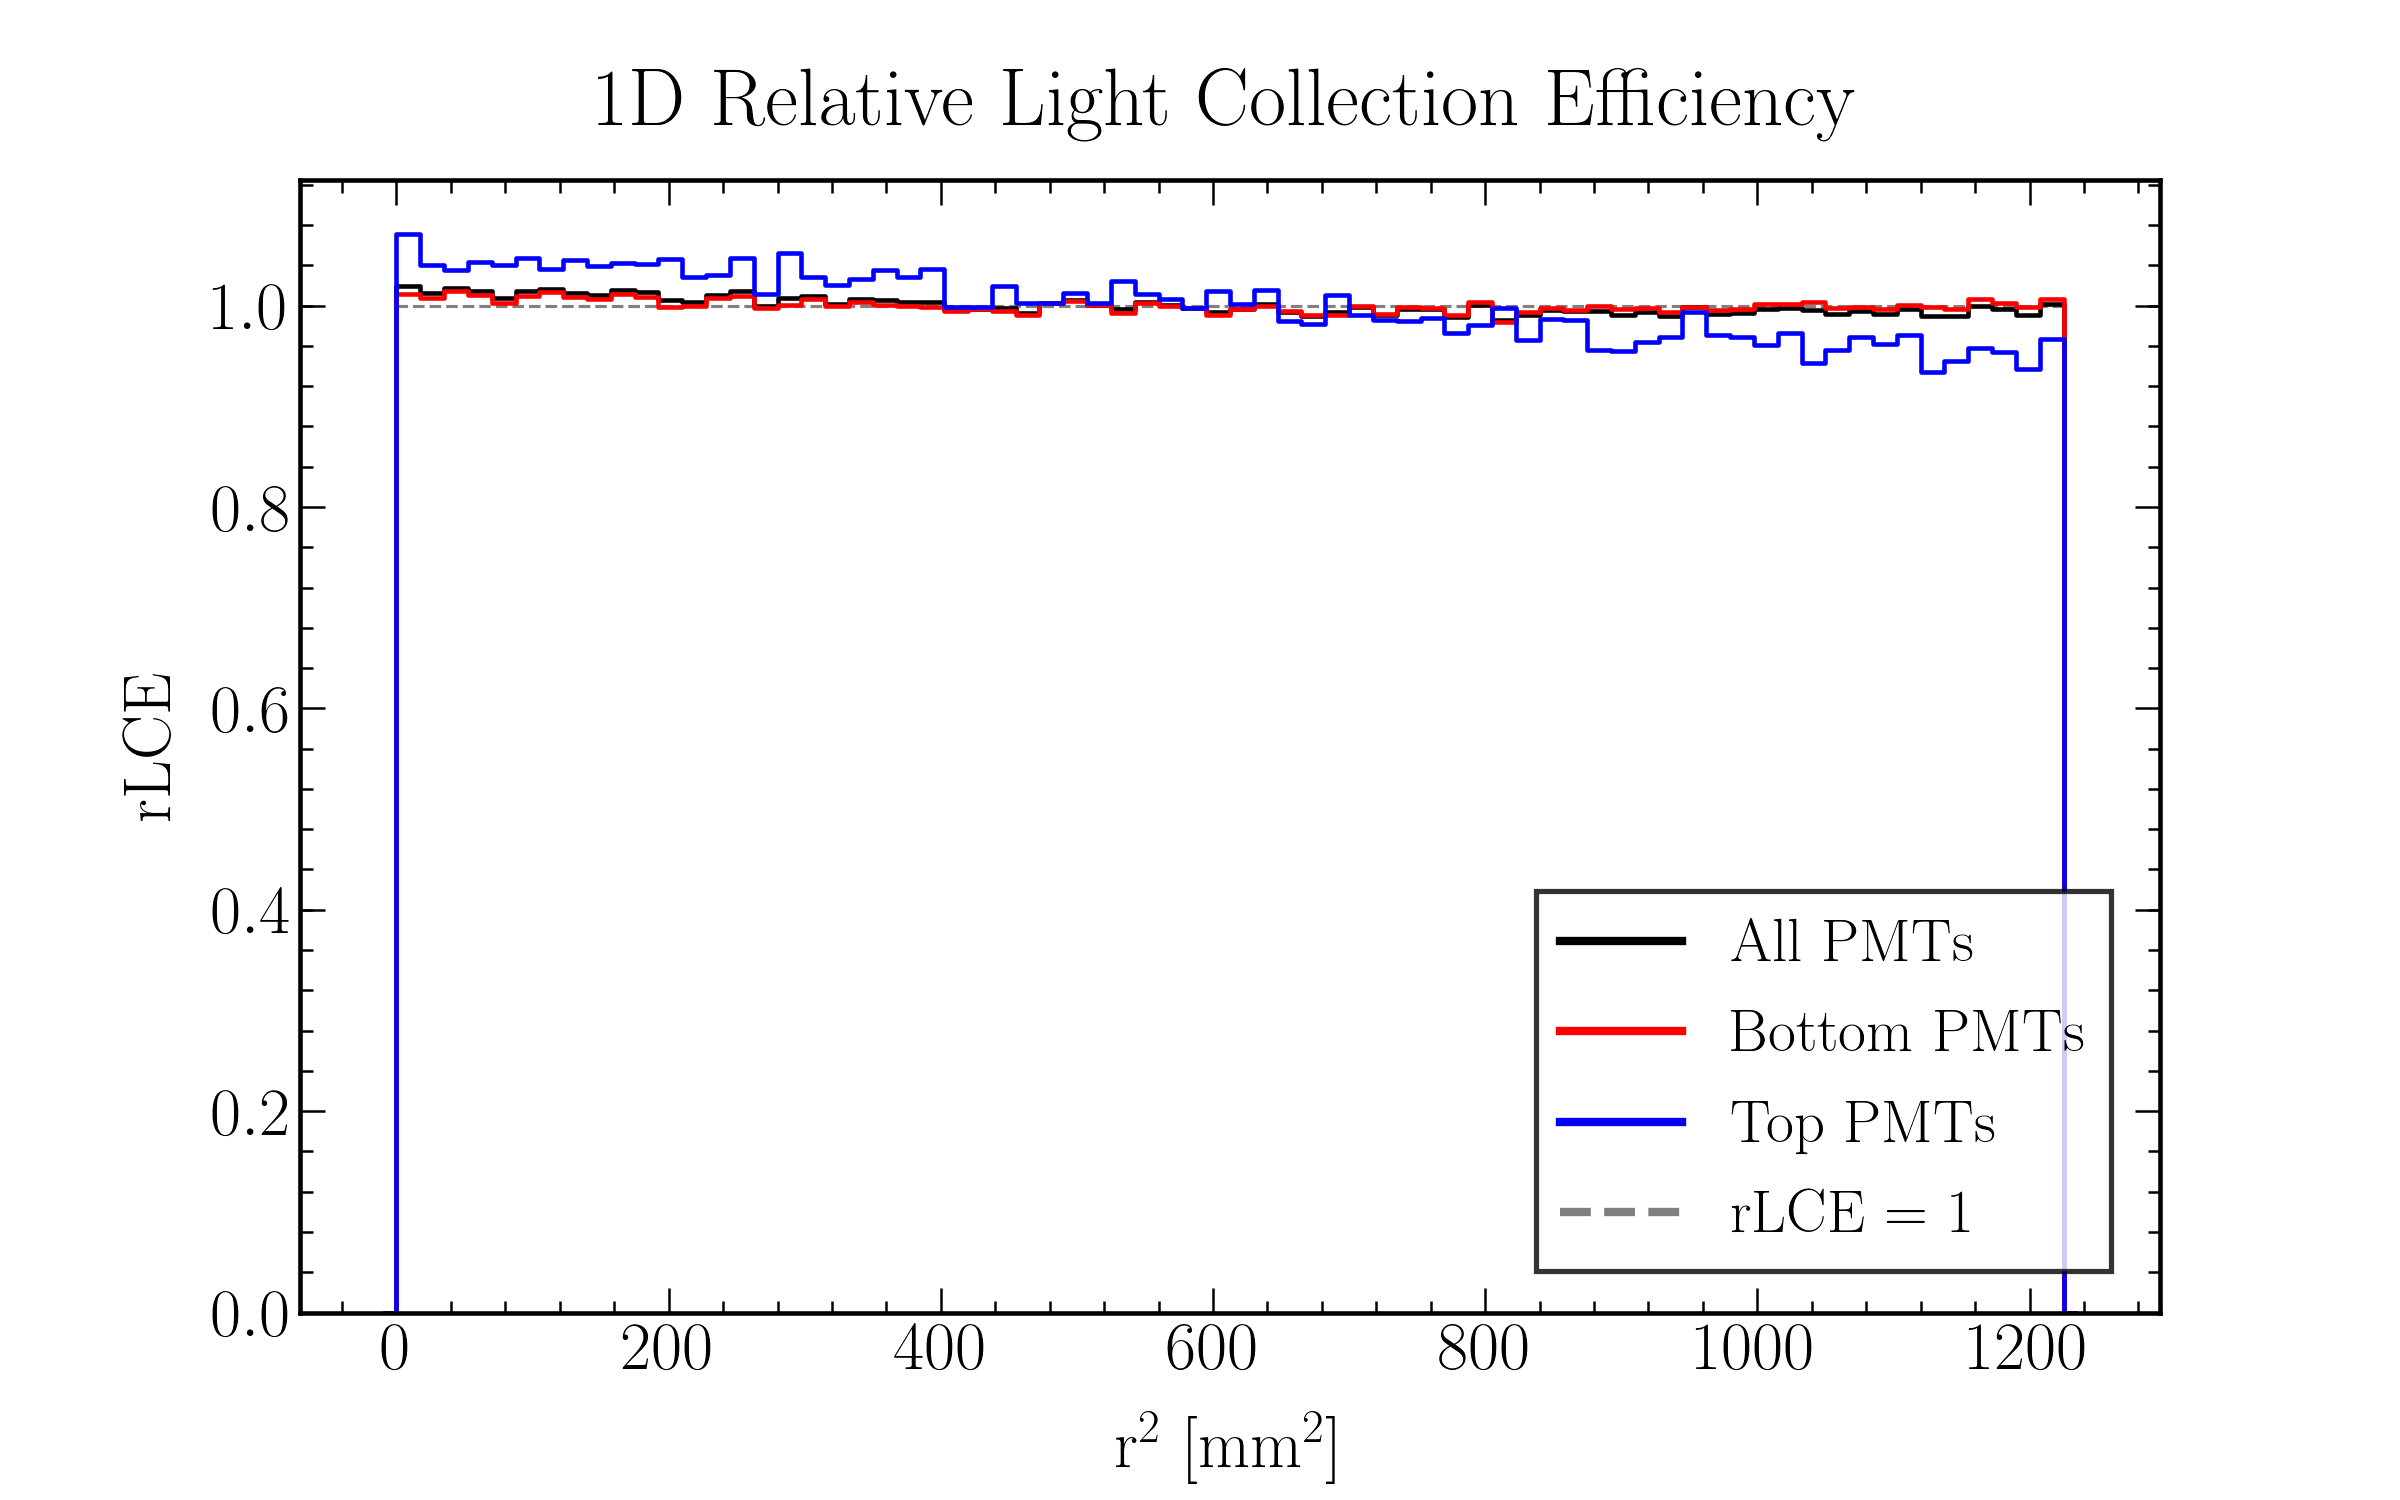 1D Relative Light Collection Efficiency
rLCE
1.0
0.8
0.6
0.4
0.2
0.0
All PMTs
Bottom PMTs
Top PMTs
rLCE = 1
0 200 400 600 800 1000 1200
r² [mm²]